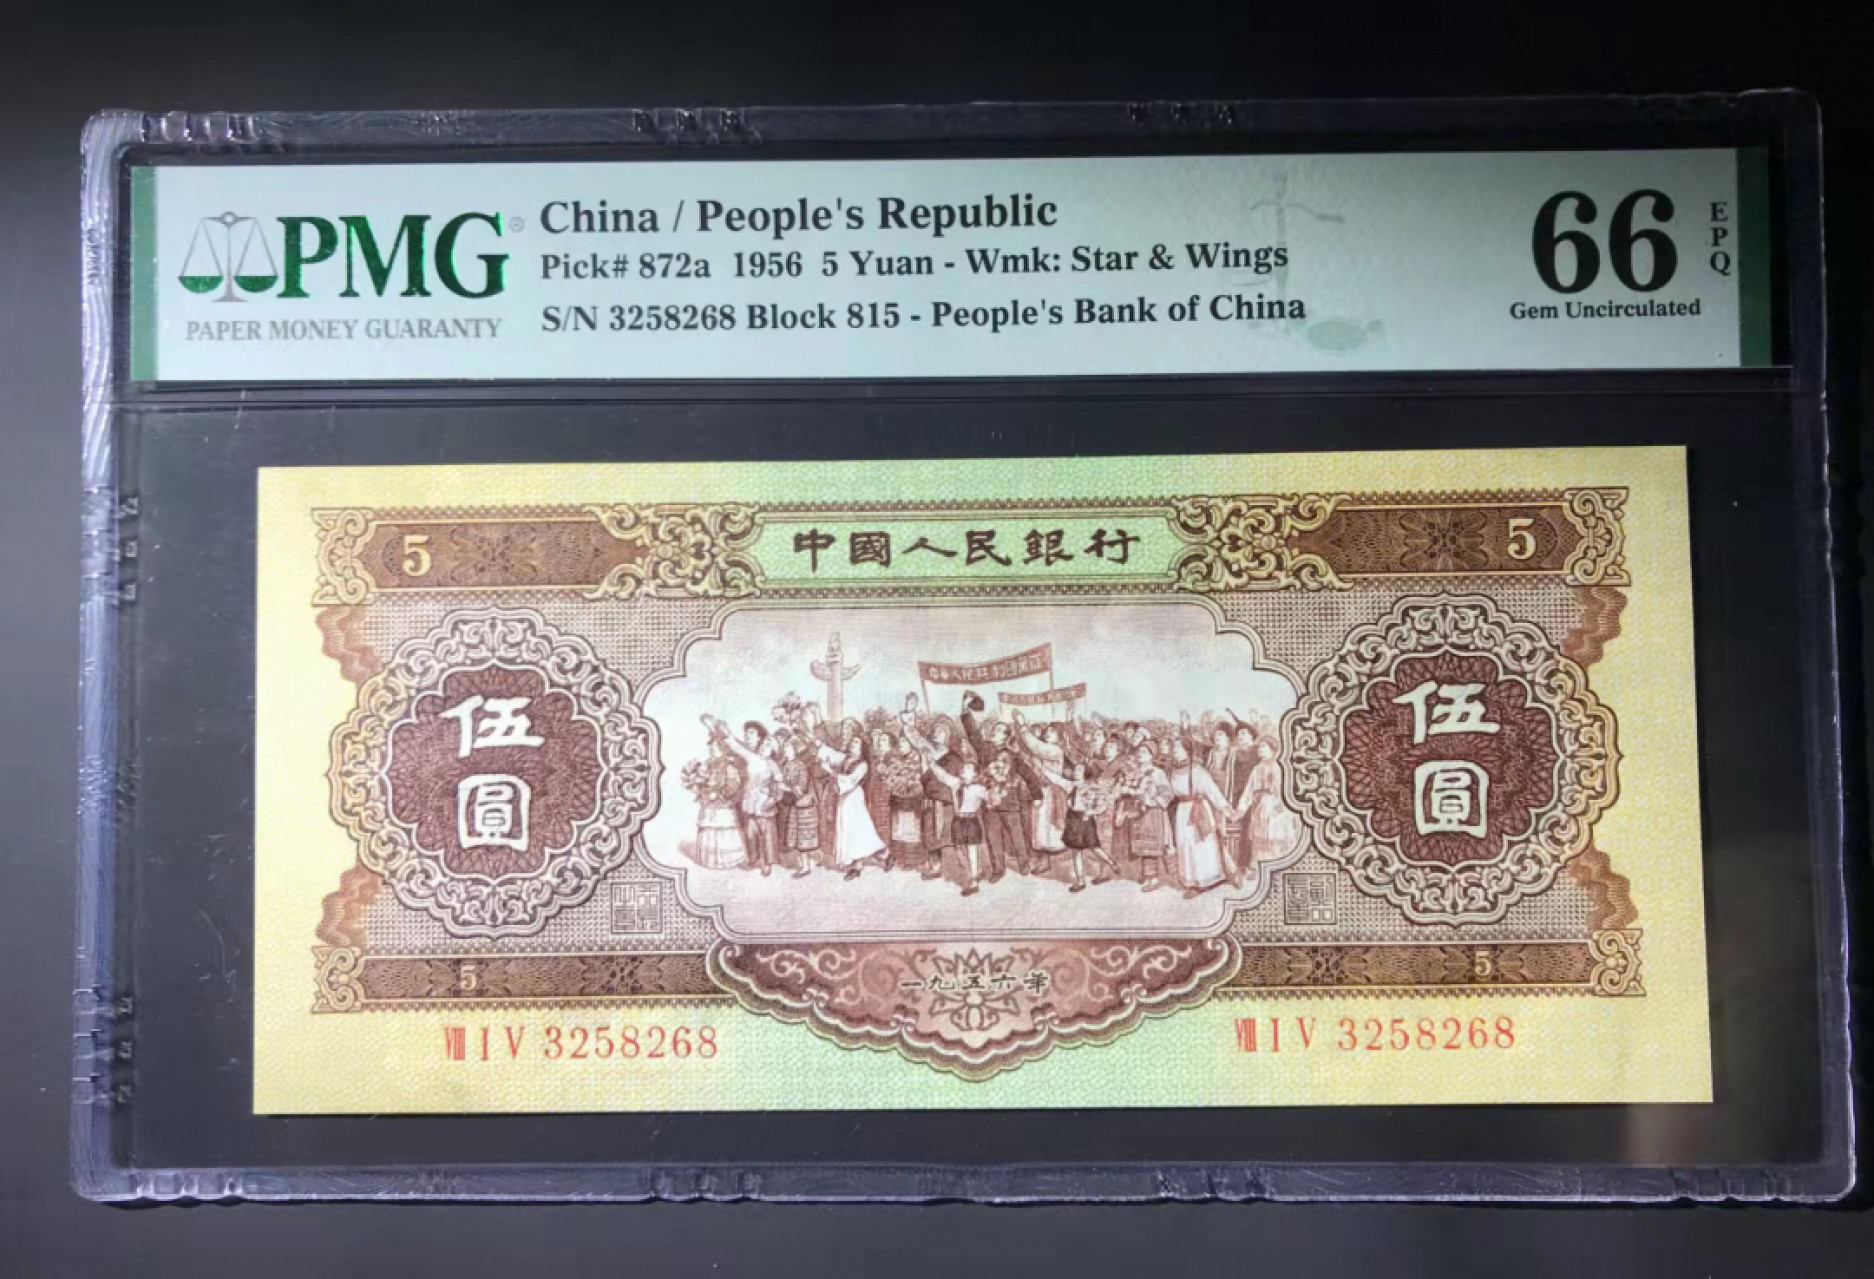 PMG®
PAPER MONEY GUARANTY
China / People's Republic
Pick# 872a 1956 5 Yuan - Wmk: Star & Wings
S/N 3258268 Block 815 - People's Bank of China
66
EPQ
Gem Uncirculated
5 中國人民銀行 5
伍圓
伍圓
5 一九五六年 5
Ⅷ I V 3258268
Ⅷ I V 3258268